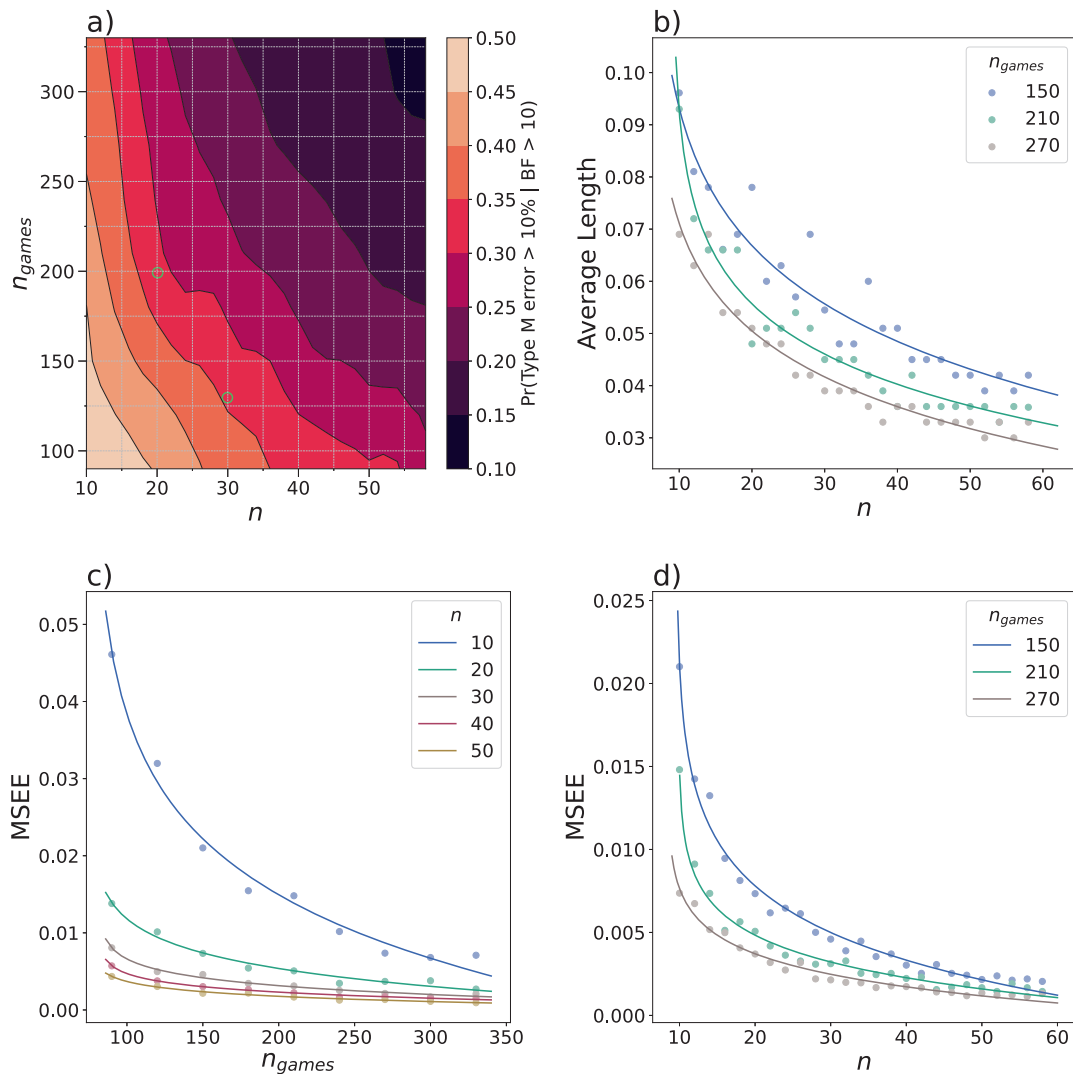 a)
n_games
300
250
200
150
100
10 20 30 40 50
n
0.50
0.45
0.40
0.35
0.30
0.25
0.20
0.15
0.10
Pr(Type M error > 10% | BF > 10)
b)
Average Length
0.10
0.09
0.08
0.07
0.06
0.05
0.04
0.03
10 20 30 40 50 60
n
n_games
150
210
270
c)
MSEE
0.05
0.04
0.03
0.02
0.01
0.00
100 150 200 250 300 350
n_games
n
10
20
30
40
50
d)
MSEE
0.025
0.020
0.015
0.010
0.005
0.000
10 20 30 40 50 60
n
n_games
150
210
270